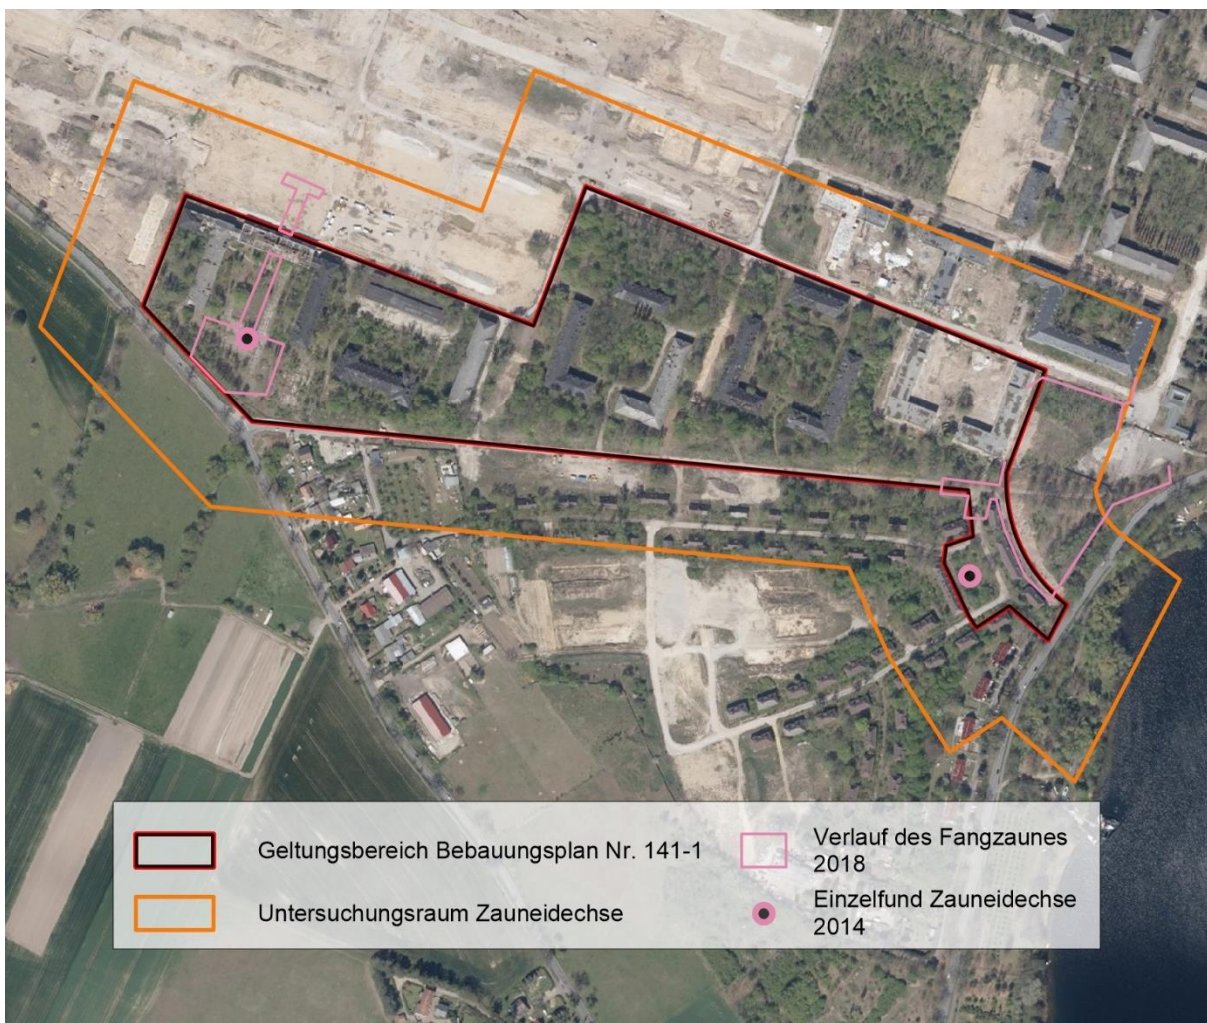 Geltungsbereich Bebauungsplan Nr. 141-1
Untersuchungsraum Zauneidechse
Verlauf des Fangzaunes
2018
Einzelfund Zauneidechse
2014